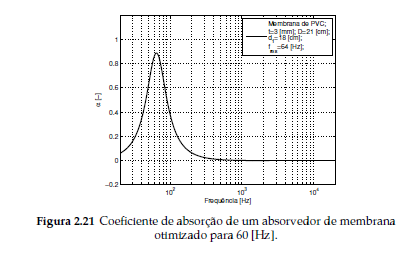 Membrana de PVC;
t=3 [mm]; D=21 [cm];
d₁=18 [cm];
f =64 [Hz];
1
0.8
0.6
0.4
0.2
0
−0.2
α [-]
10² 10³ 10⁴
Frequência [Hz]
Figura 2.21 Coeficiente de absorção de um absorvedor de membrana
otimizado para 60 [Hz].